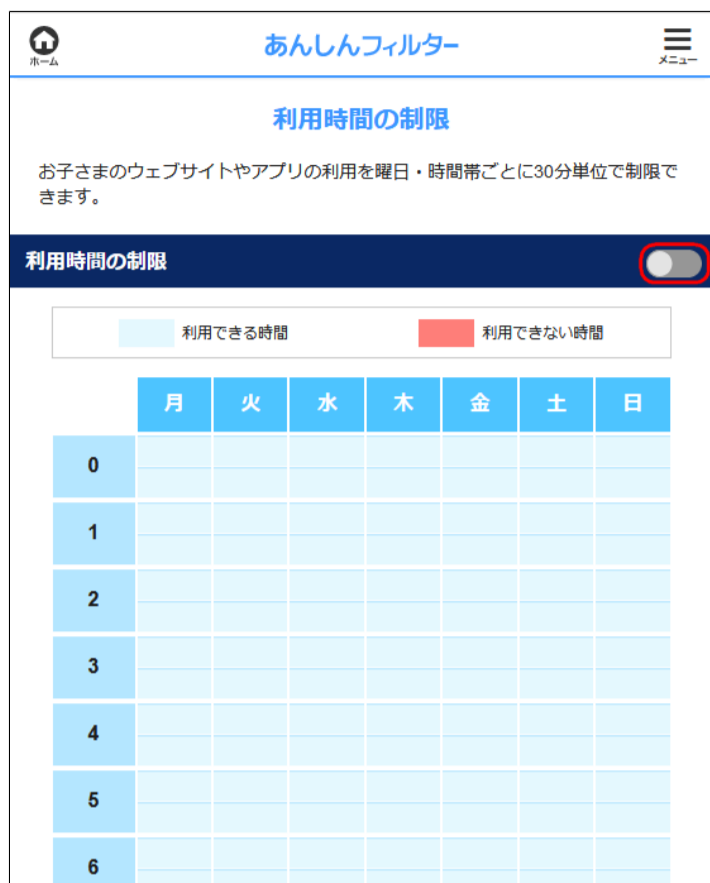 あんしんフィルター
ホーム
メニュー
利用時間の制限
お子さまのウェブサイトやアプリの利用を曜日・時間帯ごとに30分単位で制限で
きます。
利用時間の制限
利用できる時間 利用できない時間
月 火 水 木 金 土 日
0
1
2
3
4
5
6